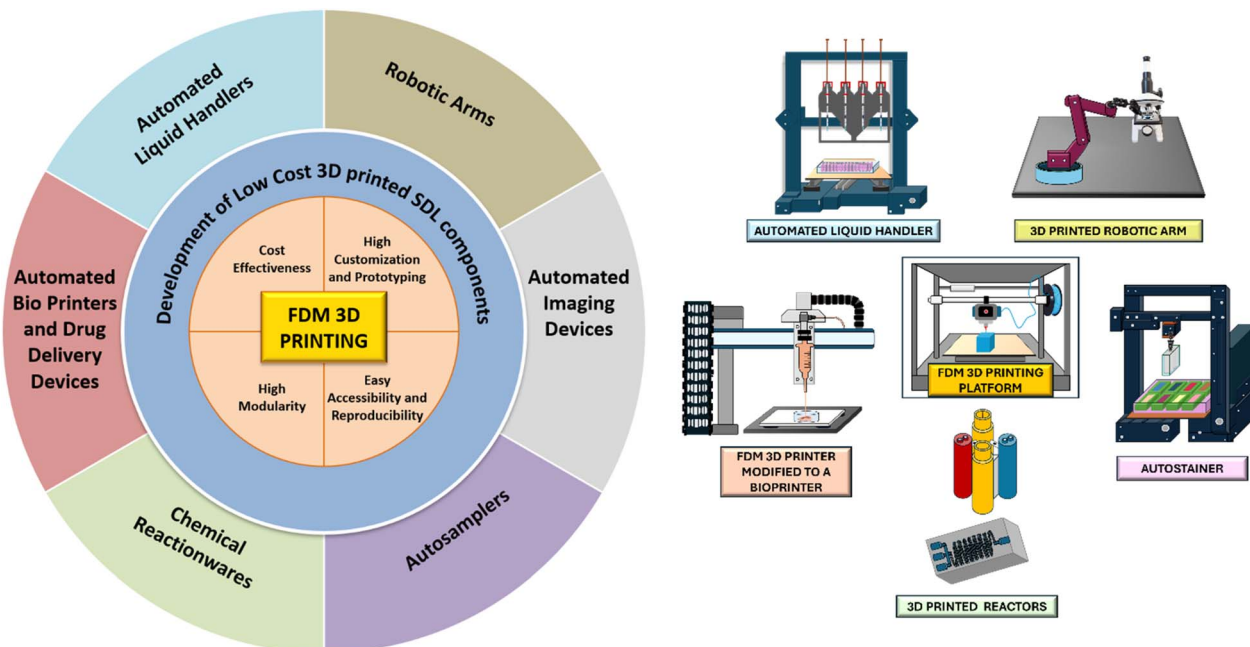 Automated
Liquid Handlers
Robotic Arms
Automated
Imaging
Devices
Autosamplers
Chemical
Reactionwares
Automated
Bio Printers
and Drug
Delivery
Devices
Development of Low Cost 3D printed SDL components
Cost
Effectiveness
High
Customization
and Prototyping
FDM 3D
PRINTING
High
Modularity
Easy
Accessibility and
Reproducibility
AUTOMATED LIQUID HANDLER
3D PRINTED ROBOTIC ARM
FDM 3D PRINTING
PLATFORM
FDM 3D PRINTER
MODIFIED TO A
BIOPRINTER
AUTOSTAINER
3D PRINTED REACTORS